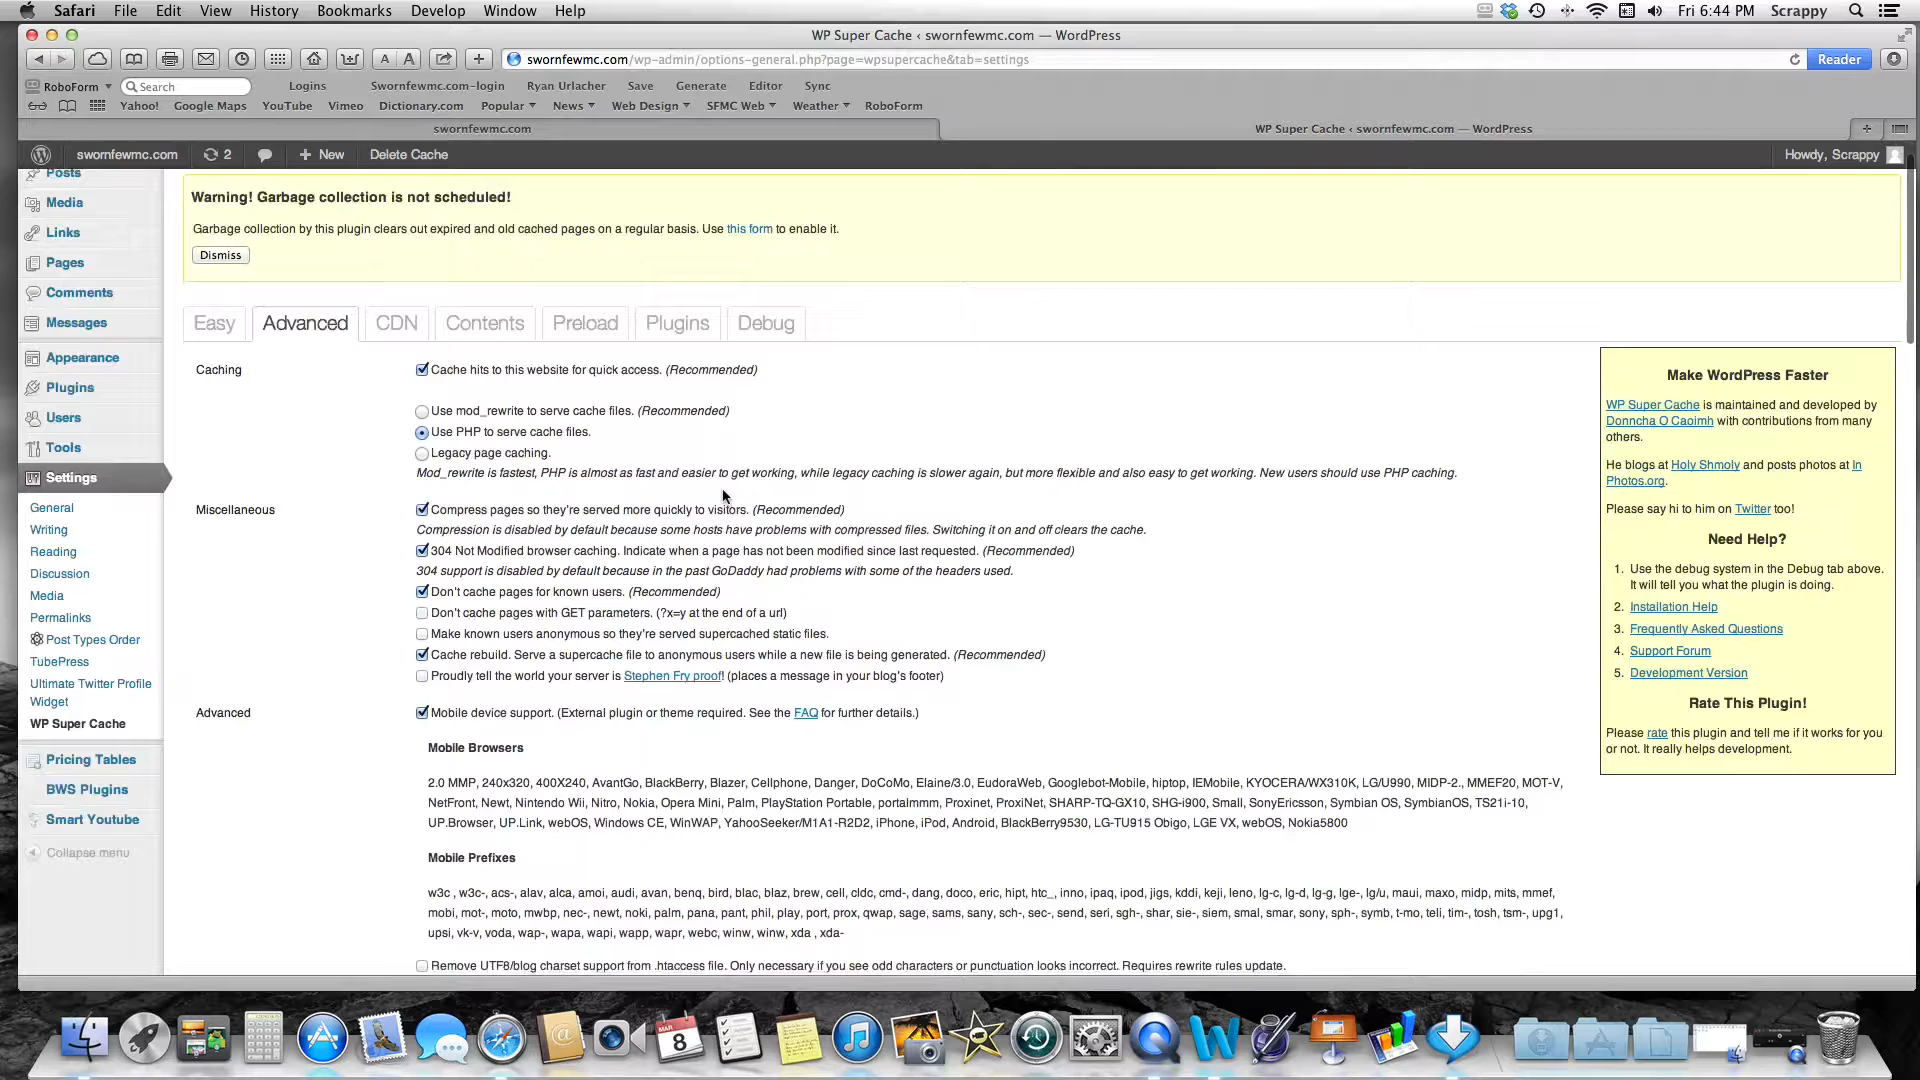 Safari File Edit View History Bookmarks Develop Window Help Fri 6:44 PM Scrappy
WP Super Cache ‹ swornfewmc.com — WordPress
A A swornfewmc.com/wp-admin/options-general.php?page=wpsupercache&tab=settings Reader
RoboForm Search Logins Swornfewmc.com-login Ryan Urlacher Save Generate Editor Sync
Yahoo! Google Maps YouTube Vimeo Dictionary.com Popular News Web Design SFMC Web Weather RoboForm
swornfewmc.com WP Super Cache ‹ swornfewmc.com — WordPress
swornfewmc.com 2 + New Delete Cache Howdy, Scrappy
Posts
Media
Links
Pages
Comments
Messages
Appearance
Plugins
Users
Tools
Settings
General
Writing
Reading
Discussion
Media
Permalinks
Post Types Order
TubePress
Ultimate Twitter Profile
Widget
WP Super Cache
Pricing Tables
BWS Plugins
Smart Youtube
Collapse menu
Warning! Garbage collection is not scheduled!
Garbage collection by this plugin clears out expired and old cached pages on a regular basis. Use this form to enable it.
Dismiss
Easy Advanced CDN Contents Preload Plugins Debug
Caching Cache hits to this website for quick access. (Recommended)
Use mod_rewrite to serve cache files. (Recommended)
Use PHP to serve cache files.
Legacy page caching.
Mod_rewrite is fastest, PHP is almost as fast and easier to get working, while legacy caching is slower again, but more flexible and also easy to get working. New users should use PHP caching.
Miscellaneous Compress pages so they're served more quickly to visitors. (Recommended)
Compression is disabled by default because some hosts have problems with compressed files. Switching it on and off clears the cache.
304 Not Modified browser caching. Indicate when a page has not been modified since last requested. (Recommended)
304 support is disabled by default because in the past GoDaddy had problems with some of the headers used.
Don't cache pages for known users. (Recommended)
Don't cache pages with GET parameters. (?x=y at the end of a url)
Make known users anonymous so they're served supercached static files.
Cache rebuild. Serve a supercache file to anonymous users while a new file is being generated. (Recommended)
Proudly tell the world your server is Stephen Fry proof! (places a message in your blog's footer)
Advanced Mobile device support. (External plugin or theme required. See the FAQ for further details.)
Mobile Browsers
2.0 MMP, 240x320, 400X240, AvantGo, BlackBerry, Blazer, Cellphone, Danger, DoCoMo, Elaine/3.0, EudoraWeb, Googlebot-Mobile, hiptop, IEMobile, KYOCERA/WX310K, LG/U990, MIDP-2., MMEF20, MOT-V,
NetFront, Newt, Nintendo Wii, Nitro, Nokia, Opera Mini, Palm, PlayStation Portable, portalmmm, Proxinet, ProxiNet, SHARP-TQ-GX10, SHG-i900, Small, SonyEricsson, Symbian OS, SymbianOS, TS21i-10,
UP.Browser, UP.Link, webOS, Windows CE, WinWAP, YahooSeeker/M1A1-R2D2, iPhone, iPod, Android, BlackBerry9530, LG-TU915 Obigo, LGE VX, webOS, Nokia5800
Mobile Prefixes
w3c , w3c-, acs-, alav, alca, amoi, audi, avan, benq, bird, blac, blaz, brew, cell, cldc, cmd-, dang, doco, eric, hipt, htc_, inno, ipaq, ipod, jigs, kddi, keji, leno, lg-c, lg-d, lg-g, lge-, lg/u, maui, maxo, midp, mits, mmef,
mobi, mot-, moto, mwbp, nec-, newt, noki, palm, pana, pant, phil, play, port, prox, qwap, sage, sams, sany, sch-, sec-, send, seri, sgh-, shar, sie-, siem, smal, smar, sony, sph-, symb, t-mo, teli, tim-, tosh, tsm-, upg1,
upsi, vk-v, voda, wap-, wapa, wapi, wapp, wapr, webc, winw, winw, xda , xda-
Remove UTF8/blog charset support from .htaccess file. Only necessary if you see odd characters or punctuation looks incorrect. Requires rewrite rules update.
Make WordPress Faster
WP Super Cache is maintained and developed by
Donncha O Caoimh with contributions from many
others.
He blogs at Holy Shmoly and posts photos at In
Photos.org.
Please say hi to him on Twitter too!
Need Help?
1. Use the debug system in the Debug tab above.
It will tell you what the plugin is doing.
2. Installation Help
3. Frequently Asked Questions
4. Support Forum
5. Development Version
Rate This Plugin!
Please rate this plugin and tell me if it works for you
or not. It really helps development.
MAR
8